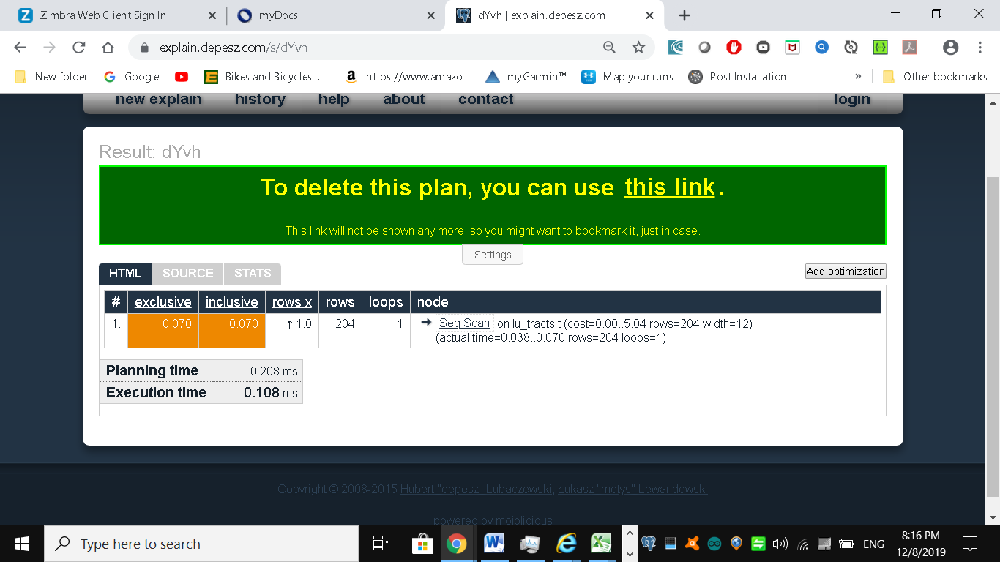 Zimbra Web Client Sign In
myDocs
dYvh | explain.depesz.com
explain.depesz.com/s/dYvh
New folder
Google
Bikes and Bicycles...
https://www.amazo...
myGarmin™
Map your runs
Post Installation
»
Other bookmarks
new explain history help about contact login
Result: dYvh
To delete this plan, you can use this link.
This link will not be shown any more, so you might want to bookmark it, just in case.
Settings
HTML SOURCE STATS
Add optimization
# exclusive inclusive rows x rows loops node
1. 0.070 0.070 ↑ 1.0 204 1 → Seq Scan on lu_tracts t (cost=0.00..5.04 rows=204 width=12)
(actual time=0.038..0.070 rows=204 loops=1)
Planning time : 0.208 ms
Execution time : 0.108 ms
Copyright © 2008-2015 Hubert "depesz" Lubaczewski, Łukasz "metys" Lewandowski
powered by mojolicious
Type here to search
ENG
8:16 PM
12/8/2019